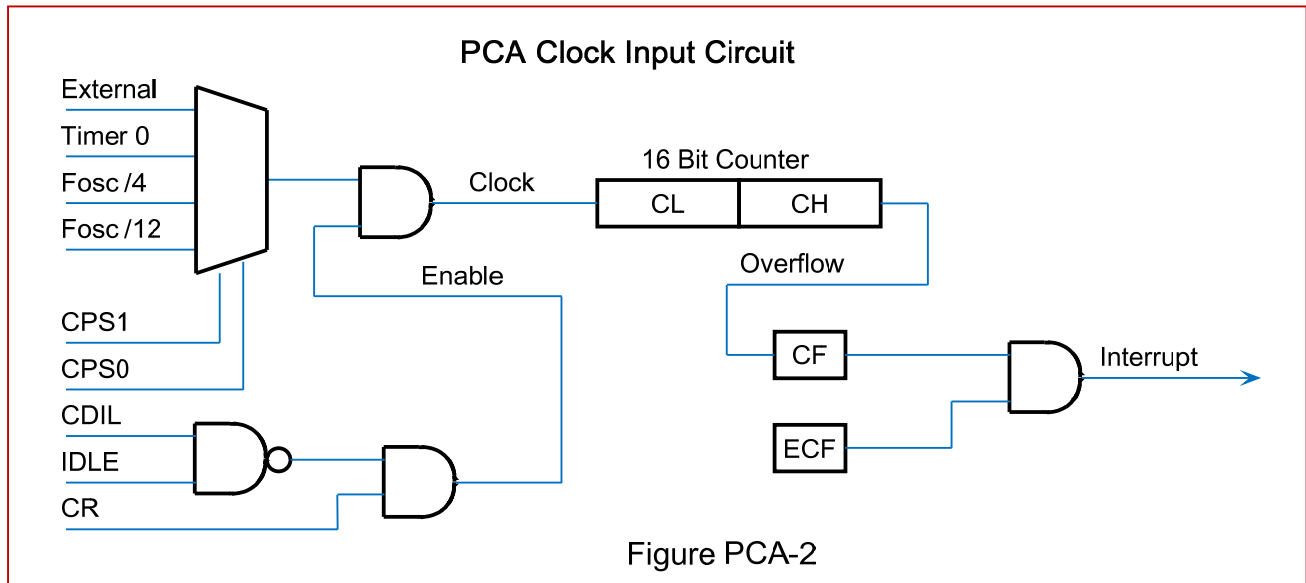 PCA Clock Input Circuit
External
Timer 0
Fosc /4
Fosc /12
CPS1
CPS0
CDIL
IDLE
CR
Clock
Enable
16 Bit Counter
CL
CH
Overflow
CF
ECF
Interrupt
Figure PCA-2